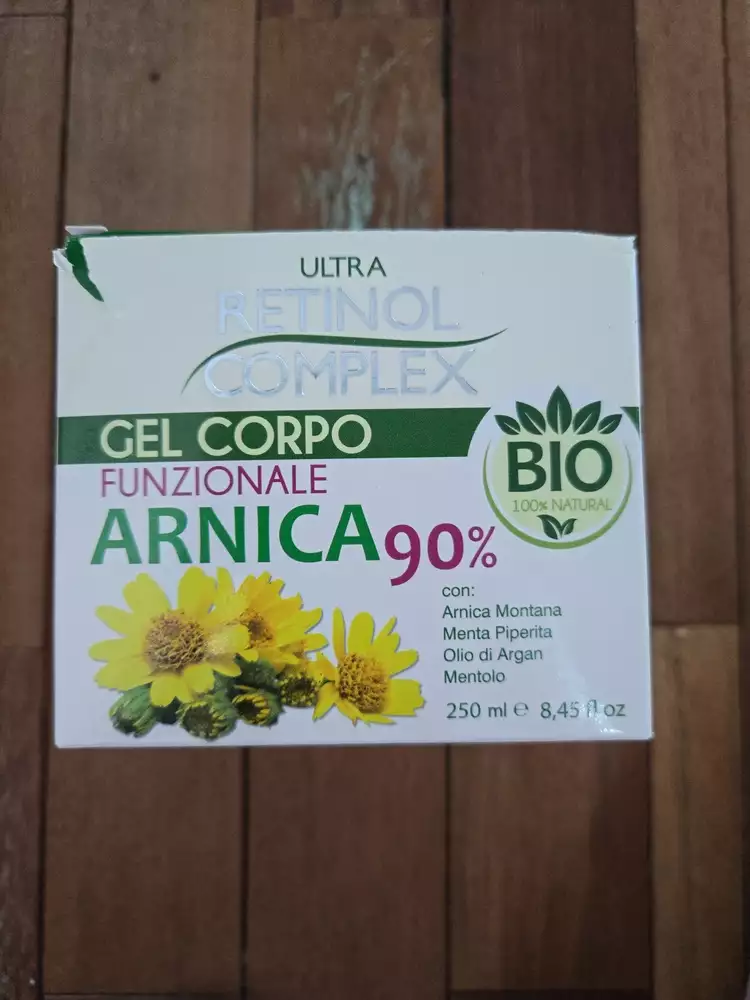 ULTRA
RETINOL
COMPLEX
GEL CORPO
FUNZIONALE
ARNICA 90%
BIO
100% NATURAL
con:
Arnica Montana
Menta Piperita
Olio di Argan
Mentolo
250 ml ℮ 8,45 fl oz